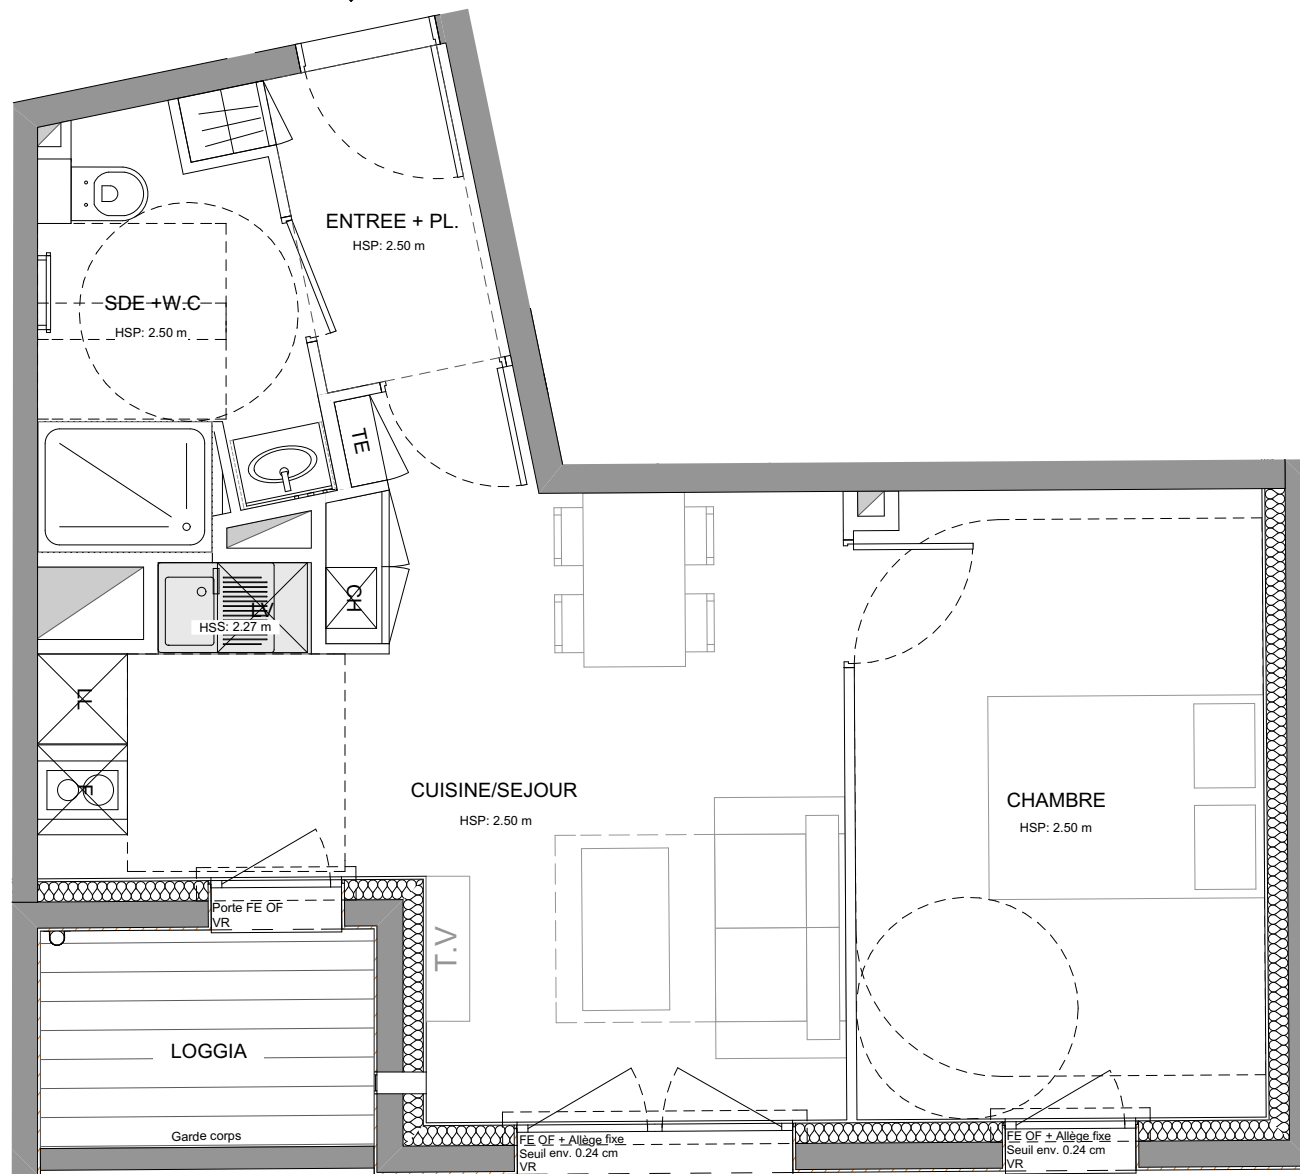 ENTREE + PL.
HSP: 2.50 m
SDE +W.C
HSP: 2.50 m
TE
CH
LV
HSS: 2.27 m
LL
F
CUISINE/SEJOUR
HSP: 2.50 m
CHAMBRE
HSP: 2.50 m
Porte FE OF
VR
T.V
LOGGIA
Garde corps
FE OF + Allège fixe
Seuil env. 0.24 cm
VR
FE OF + Allège fixe
Seuil env. 0.24 cm
VR